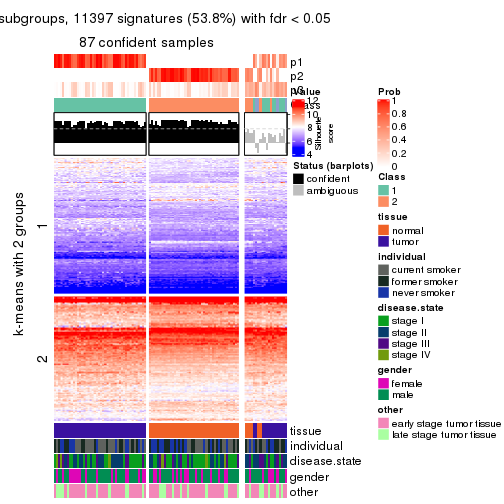 subgroups, 11397 signatures (53.8%) with fdr < 0.05
87 confident samples
p1
p2
Value
12
10
8
6
4
Silhouette
score
Prob
1
0.8
0.6
0.4
0.2
0
Status (barplots)
confident
ambiguous
Class
1
2
tissue
normal
tumor
individual
current smoker
former smoker
never smoker
disease.state
stage I
stage II
stage III
stage IV
gender
female
male
other
early stage tumor tissue
late stage tumor tissue
k-means with 2 groups
1
2
tissue
individual
disease.state
gender
other